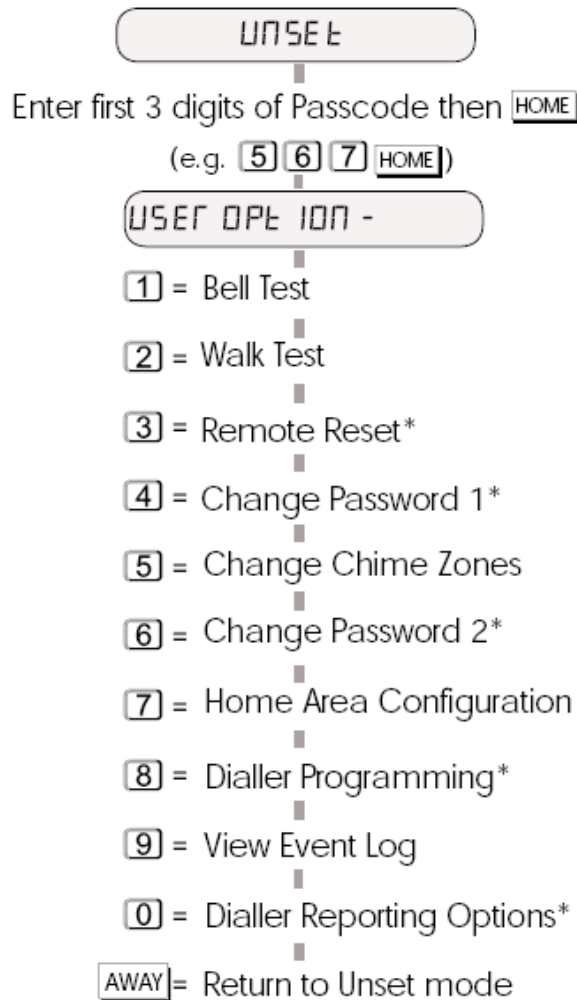 UNSEt
Enter first 3 digits of Passcode then HOME
(e.g. 5 6 7 HOME)
USEr OPt IOn -
1 = Bell Test
2 = Walk Test
3 = Remote Reset*
4 = Change Password 1*
5 = Change Chime Zones
6 = Change Password 2*
7 = Home Area Configuration
8 = Dialler Programming*
9 = View Event Log
0 = Dialler Reporting Options*
AWAY = Return to Unset mode